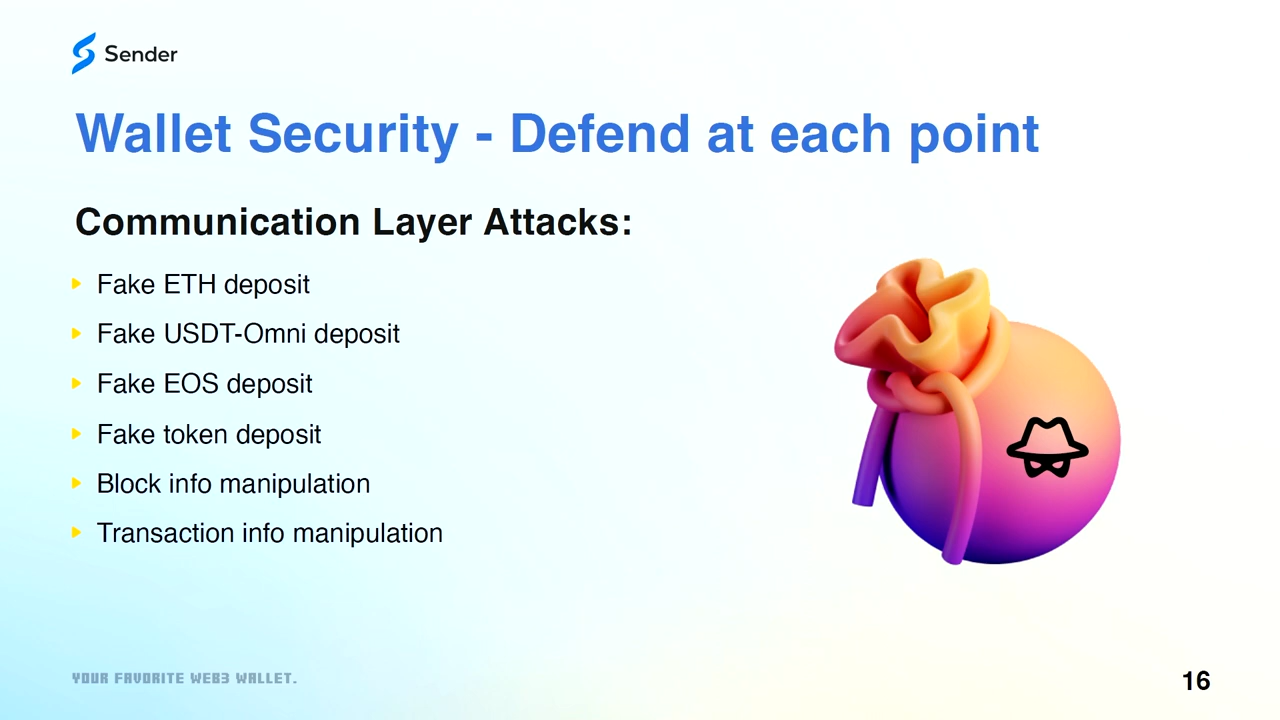 Sender
Wallet Security - Defend at each point
Communication Layer Attacks:
Fake ETH deposit
Fake USDT-Omni deposit
Fake EOS deposit
Fake token deposit
Block info manipulation
Transaction info manipulation
YOUR FAVORITE WEB3 WALLET.
16